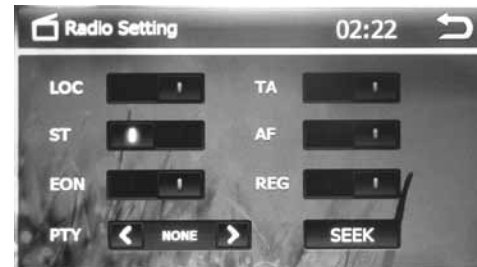 Radio Setting 02:22
LOC TA
ST AF
EON REG
PTY NONE SEEK